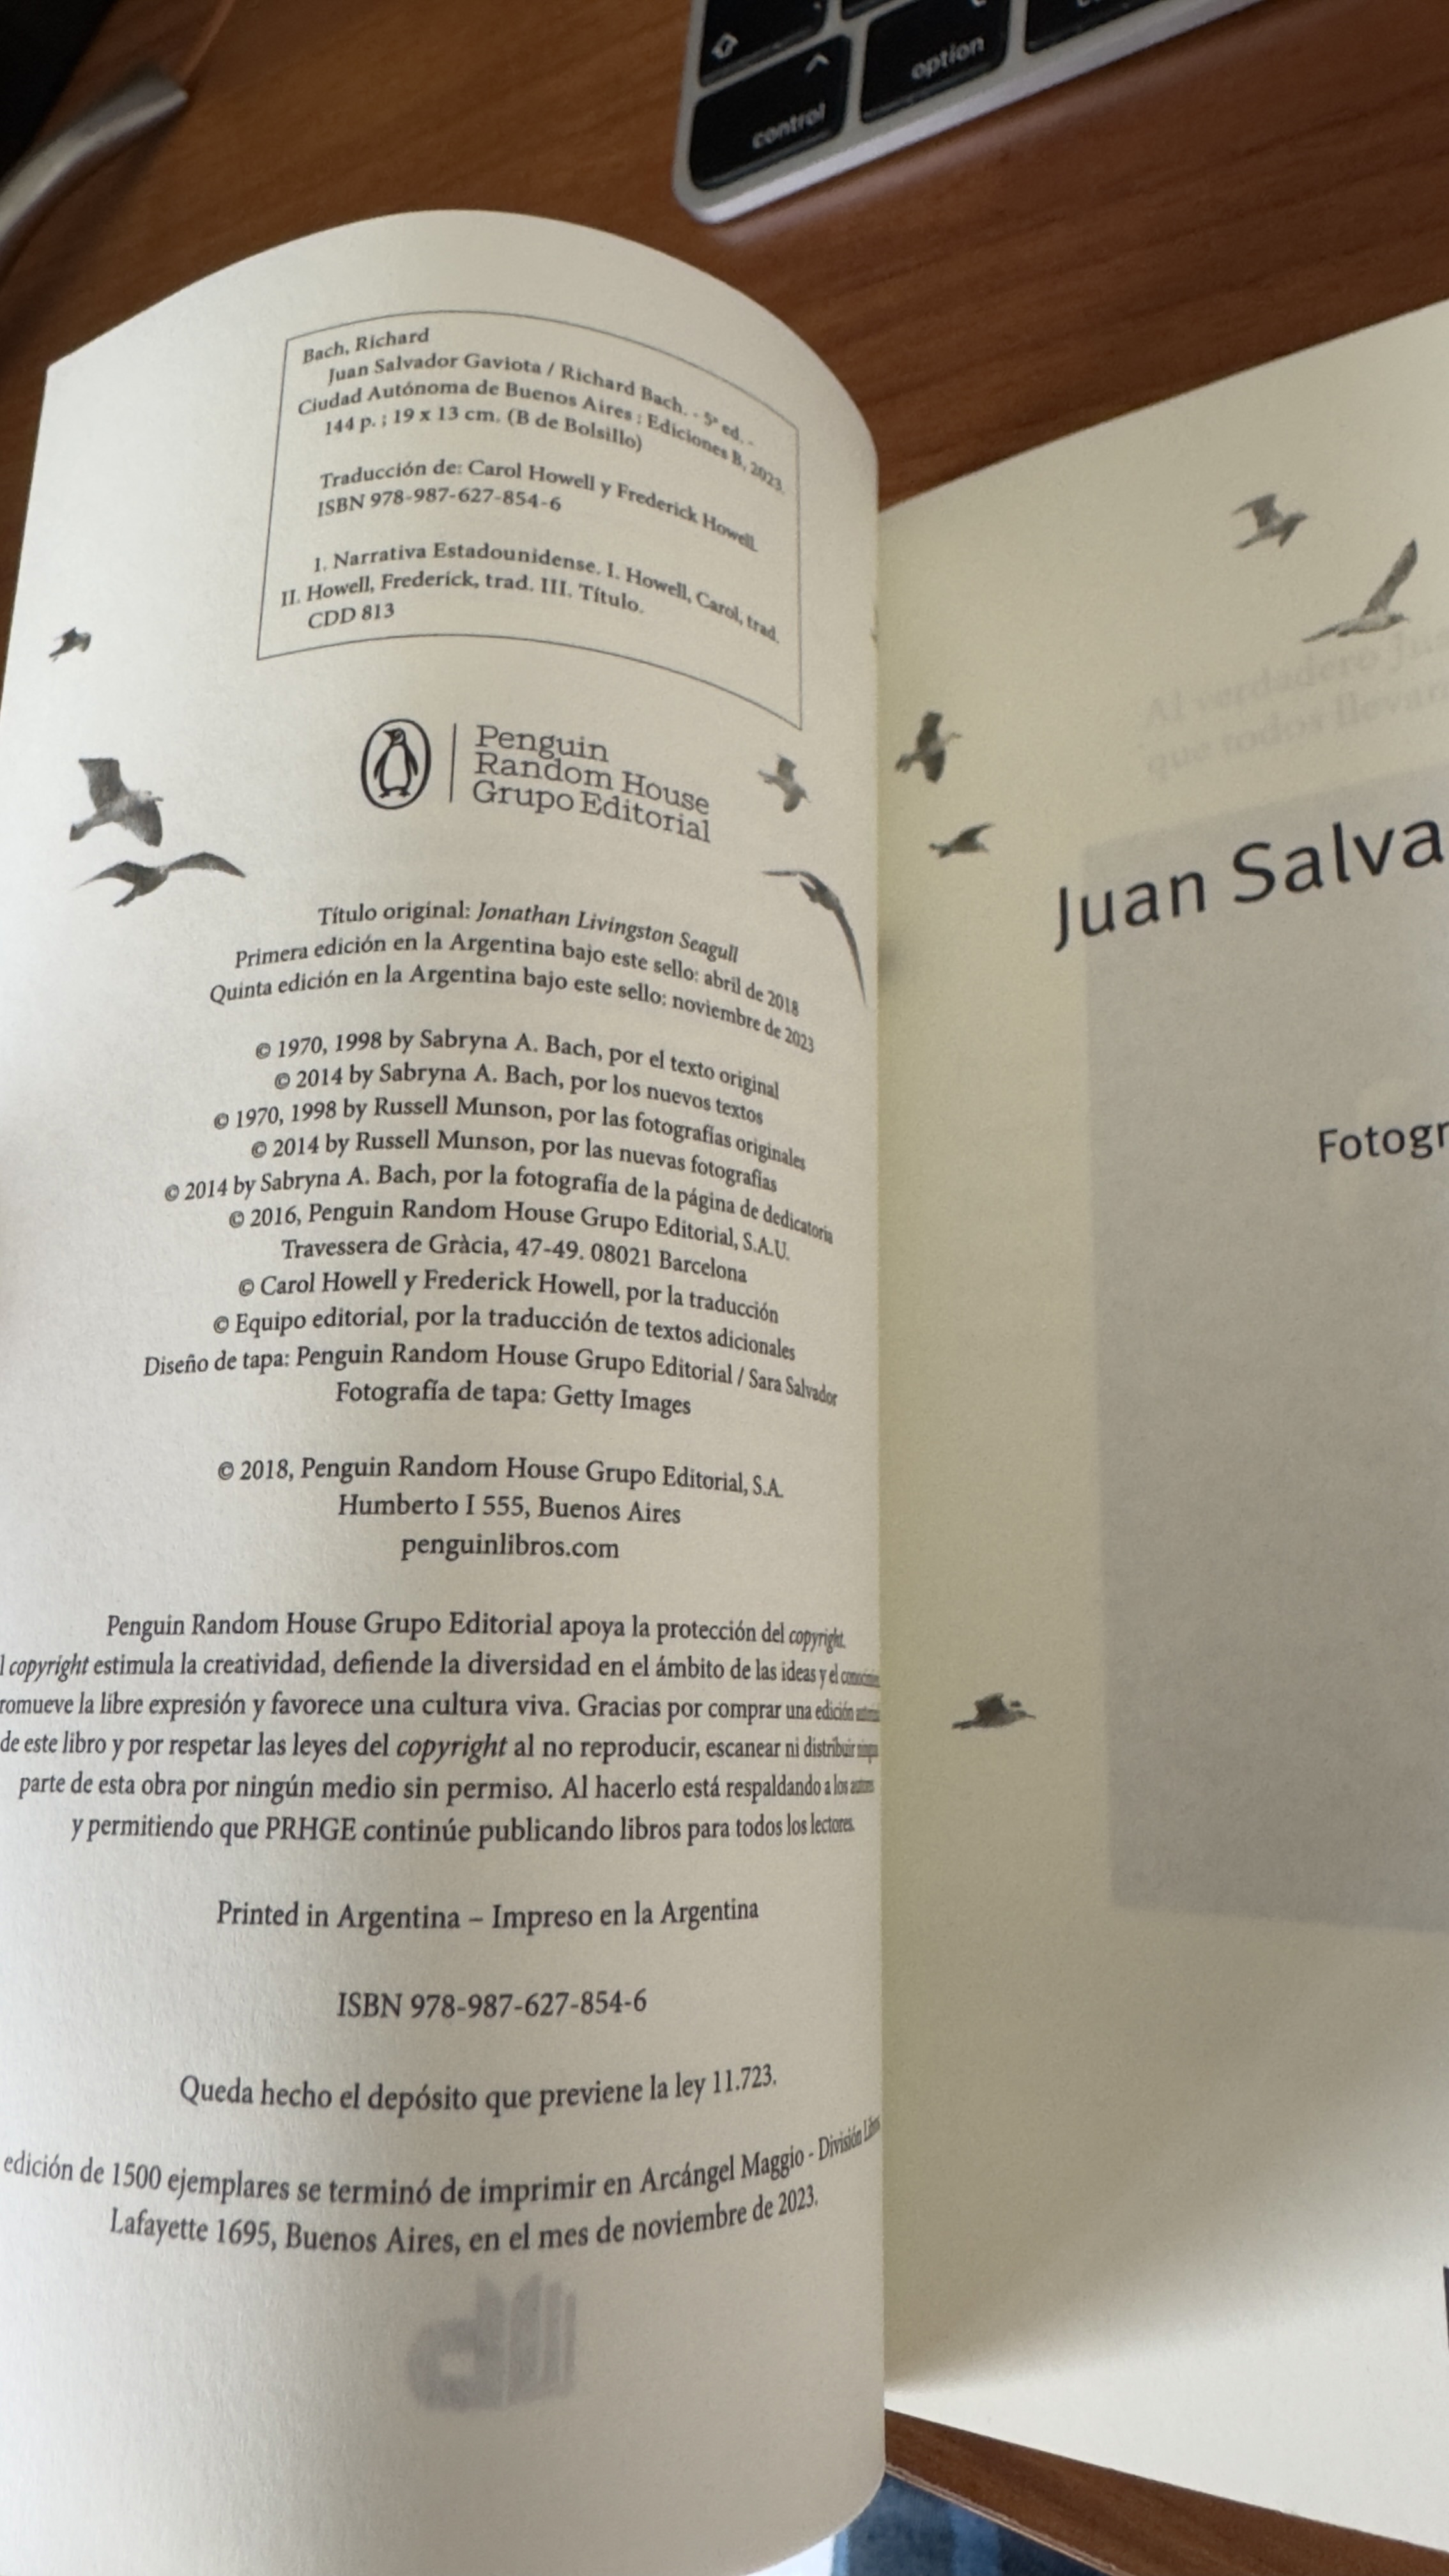 control
option
Bach, Richard
Juan Salvador Gaviota / Richard Bach. - 5ª ed. -
Ciudad Autónoma de Buenos Aires : Ediciones B, 2023.
144 p. ; 19 x 13 cm. (B de Bolsillo)
Traducción de: Carol Howell y Frederick Howell.
ISBN 978-987-627-854-6
1. Narrativa Estadounidense. I. Howell, Carol, trad.
II. Howell, Frederick, trad. III. Título.
CDD 813
Penguin
Random House
Grupo Editorial
Título original: Jonathan Livingston Seagull
Primera edición en la Argentina bajo este sello: abril de 2018
Quinta edición en la Argentina bajo este sello: noviembre de 2023
© 1970, 1998 by Sabryna A. Bach, por el texto original
© 2014 by Sabryna A. Bach, por los nuevos textos
© 1970, 1998 by Russell Munson, por las fotografías originales
© 2014 by Russell Munson, por las nuevas fotografías
© 2014 by Sabryna A. Bach, por la fotografía de la página de dedicatoria
© 2016, Penguin Random House Grupo Editorial, S.A.U.
Travessera de Gràcia, 47-49. 08021 Barcelona
© Carol Howell y Frederick Howell, por la traducción
© Equipo editorial, por la traducción de textos adicionales
Diseño de tapa: Penguin Random House Grupo Editorial / Sara Salvador
Fotografía de tapa: Getty Images
© 2018, Penguin Random House Grupo Editorial, S.A.
Humberto I 555, Buenos Aires
penguinlibros.com
Penguin Random House Grupo Editorial apoya la protección del copyright.
l copyright estimula la creatividad, defiende la diversidad en el ámbito de las ideas y el
romueve la libre expresión y favorece una cultura viva. Gracias por comprar una edición
de este libro y por respetar las leyes del copyright al no reproducir, escanear ni distribuir
parte de esta obra por ningún medio sin permiso. Al hacerlo está respaldando a los autores
y permitiendo que PRHGE continúe publicando libros para todos los lectores.
Printed in Argentina – Impreso en la Argentina
ISBN 978-987-627-854-6
Queda hecho el depósito que previene la ley 11.723.
edición de 1500 ejemplares se terminó de imprimir en Arcángel Maggio - División Libros
Lafayette 1695, Buenos Aires, en el mes de noviembre de 2023.
Al verdadero Ju
que todos llevar
Juan Salva
Fotogr